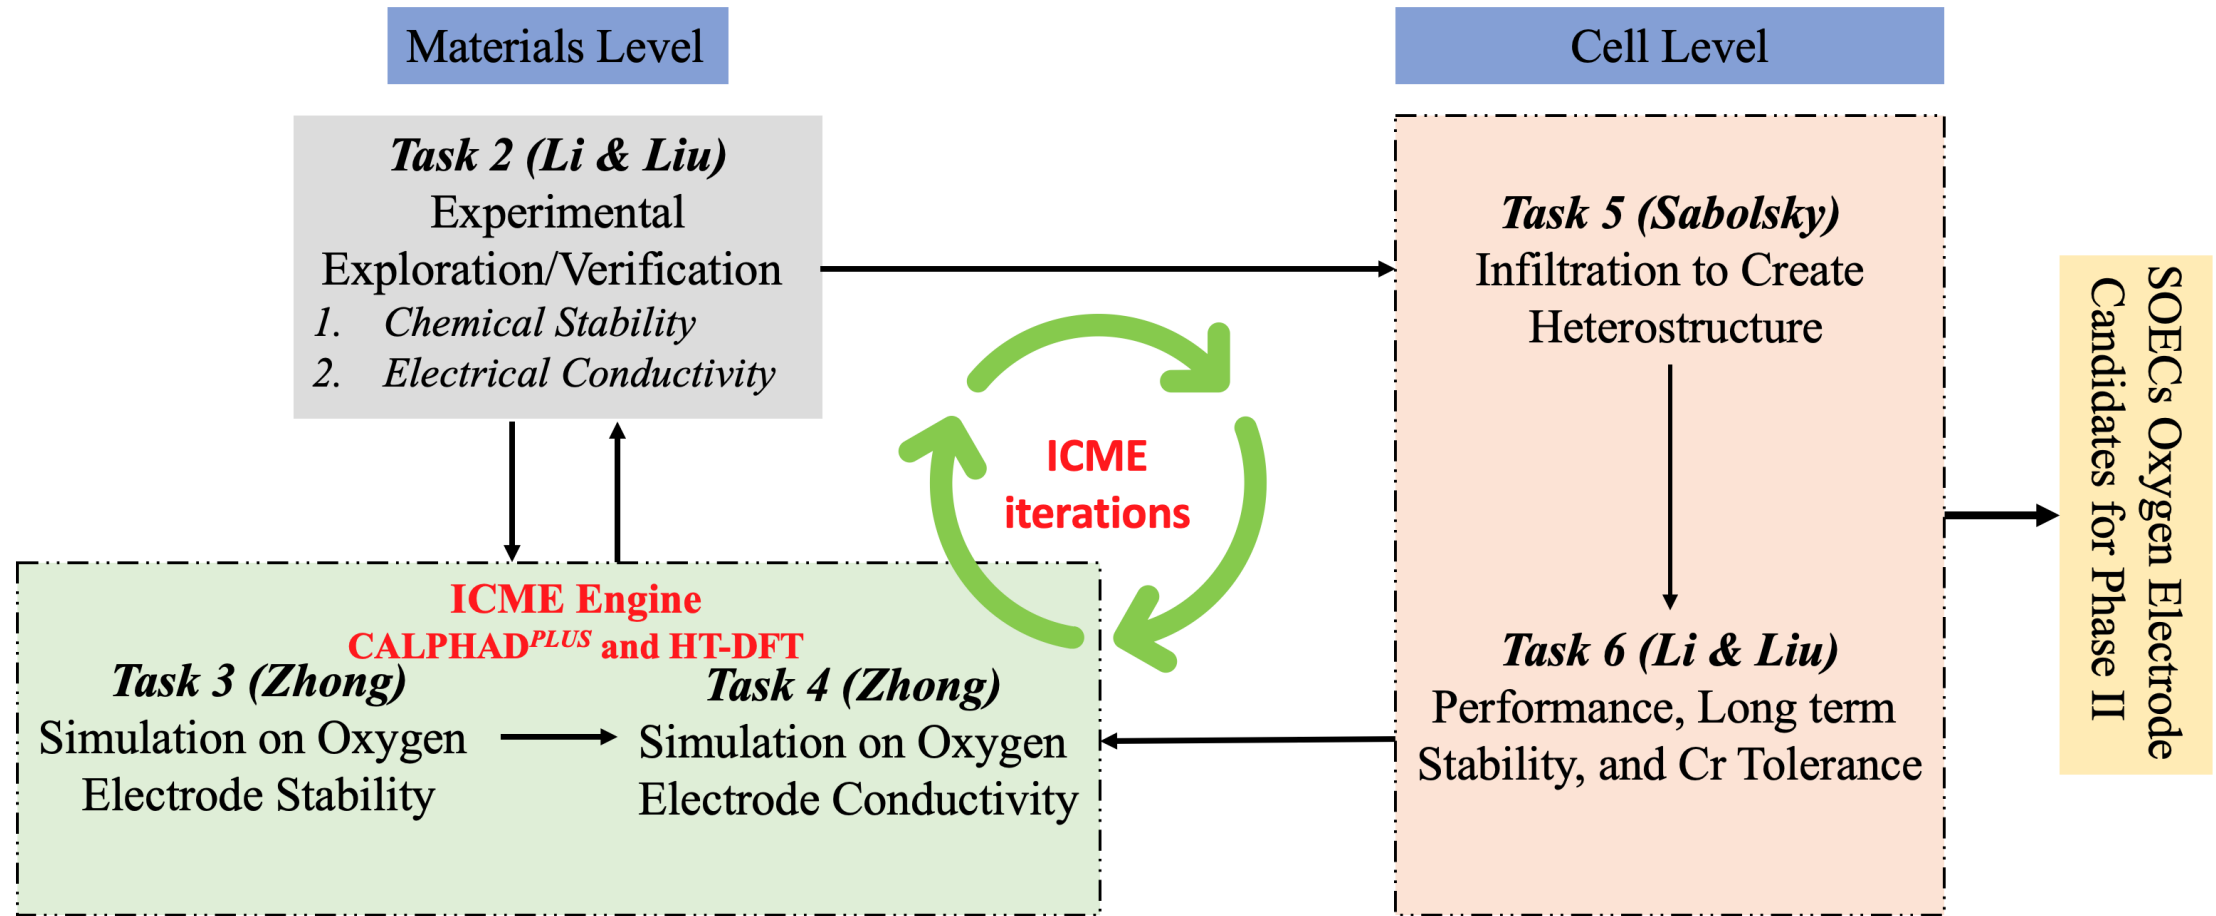 Materials Level
Cell Level
Task 2 (Li & Liu)
Experimental
Exploration/Verification
1. Chemical Stability
2. Electrical Conductivity
ICME
iterations
ICME Engine
CALPHADPLUS and HT-DFT
Task 3 (Zhong)
Simulation on Oxygen
Electrode Stability
Task 4 (Zhong)
Simulation on Oxygen
Electrode Conductivity
Task 5 (Sabolsky)
Infiltration to Create
Heterostructure
Task 6 (Li & Liu)
Performance, Long term
Stability, and Cr Tolerance
SOECs Oxygen Electrode
Candidates for Phase II